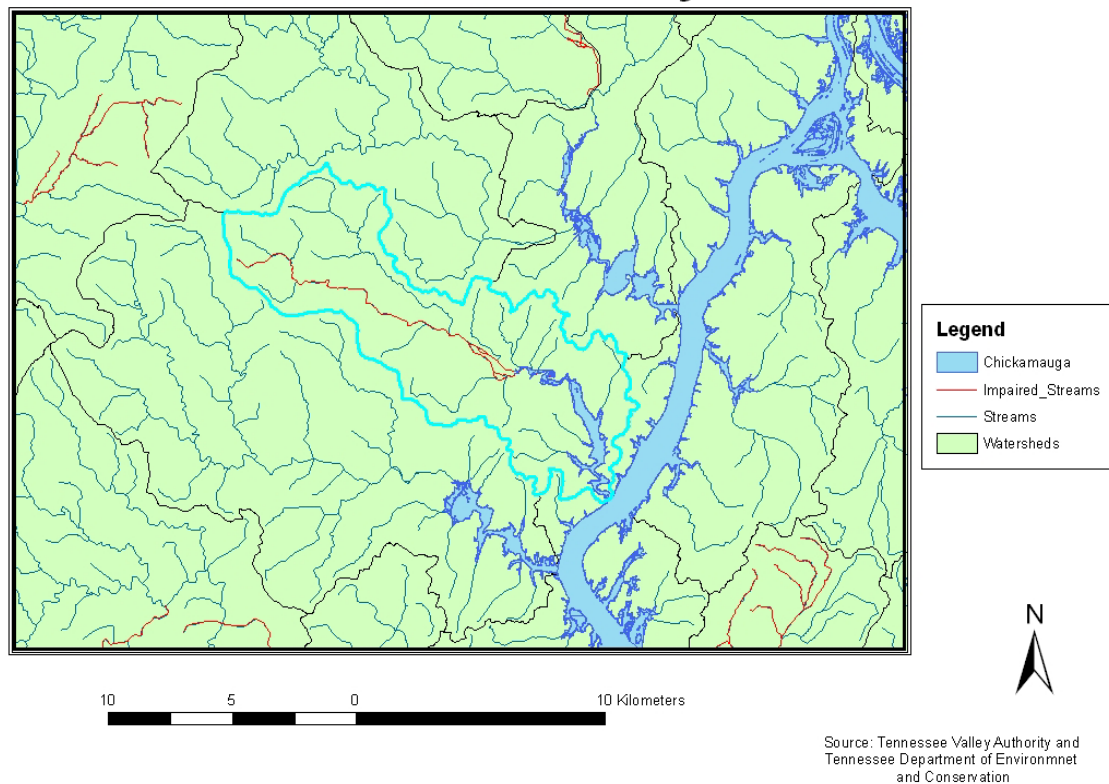 Legend
Chickamauga
Impaired_Streams
Streams
Watersheds
N
10 5 0 10 Kilometers
Source: Tennessee Valley Authority and
Tennessee Department of Environmnet
and Conservation